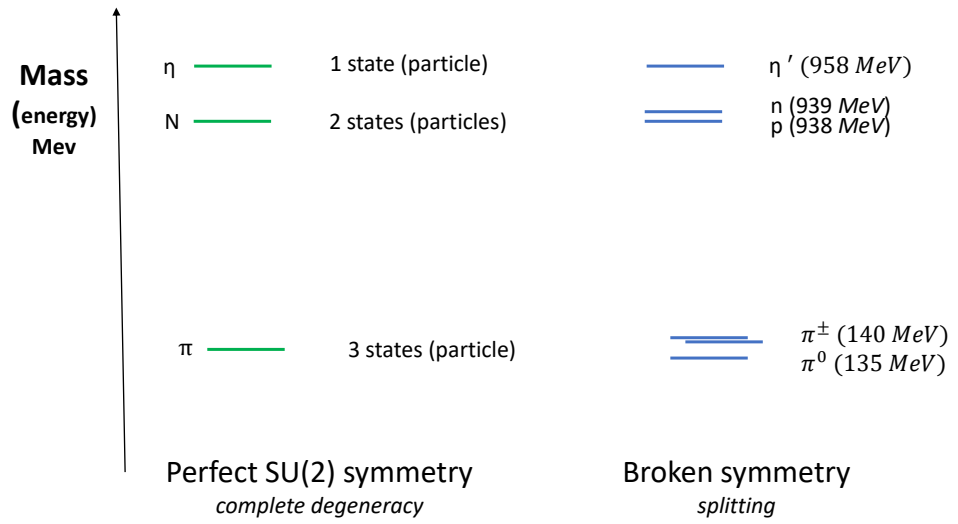 Mass
(energy)
Mev
η
1 state (particle)
η′ (958 MeV)
N
2 states (particles)
n (939 MeV)
p (938 MeV)
π
3 states (particle)
π± (140 MeV)
π⁰ (135 MeV)
Perfect SU(2) symmetry
complete degeneracy
Broken symmetry
splitting